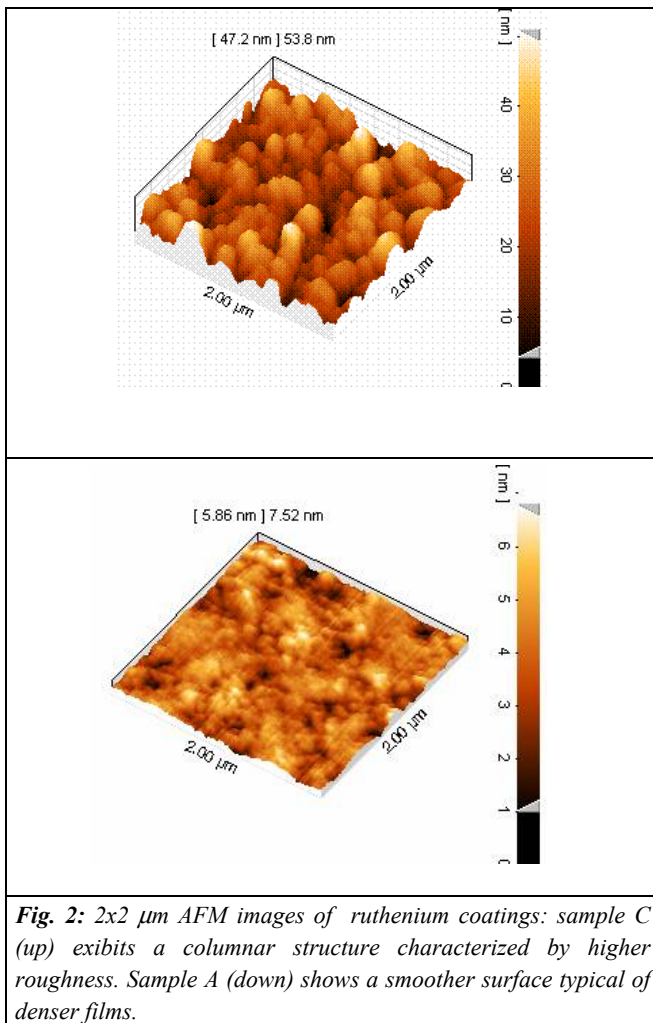 [ 47.2 nm ] 53.8 nm
[ nm ]
40
30
20
10
0
2.00 µm
2.00 µm
[ 5.86 nm ] 7.52 nm
[ nm ]
6
5
4
3
2
1
0
2.00 µm
2.00 µm
Fig. 2: 2x2 µm AFM images of ruthenium coatings: sample C
(up) exibits a columnar structure characterized by higher
roughness. Sample A (down) shows a smoother surface typical of
denser films.